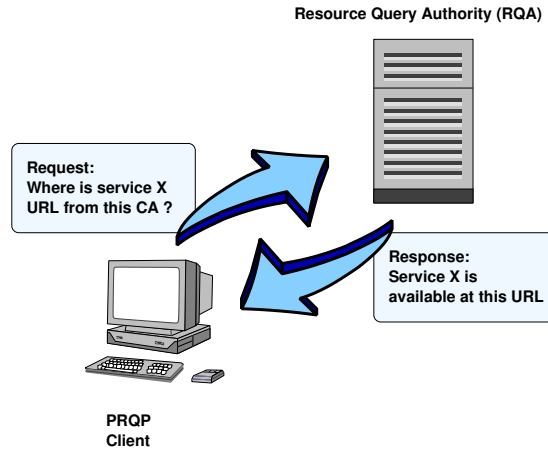 Resource Query Authority (RQA)
Request:
Where is service X
URL from this CA ?
Response:
Service X is
available at this URL
PRQP
Client